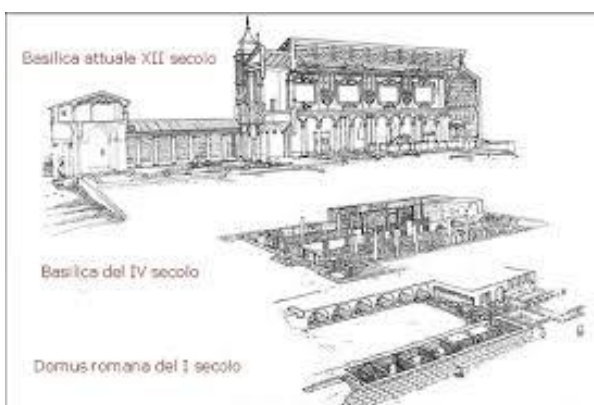 Basilica attuale XII secolo
Basilica del IV secolo
Domus romana del I secolo